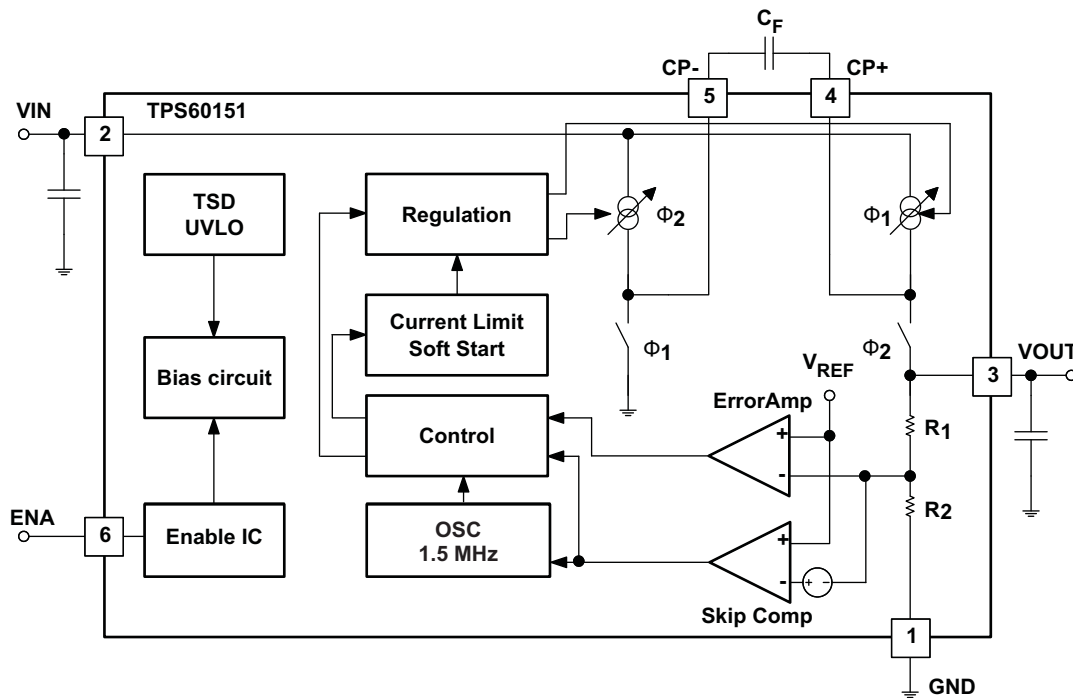 CF
CP-
CP+
5
4
VIN
TPS60151
2
TSD
UVLO
Regulation
Φ2
Φ1
Current Limit
Soft Start
Φ1
Φ2
VOUT
3
Bias circuit
VREF
ErrorAmp
+
-
R1
Control
R2
ENA
6
Enable IC
OSC
1.5 MHz
+
-
+ -
Skip Comp
1
GND